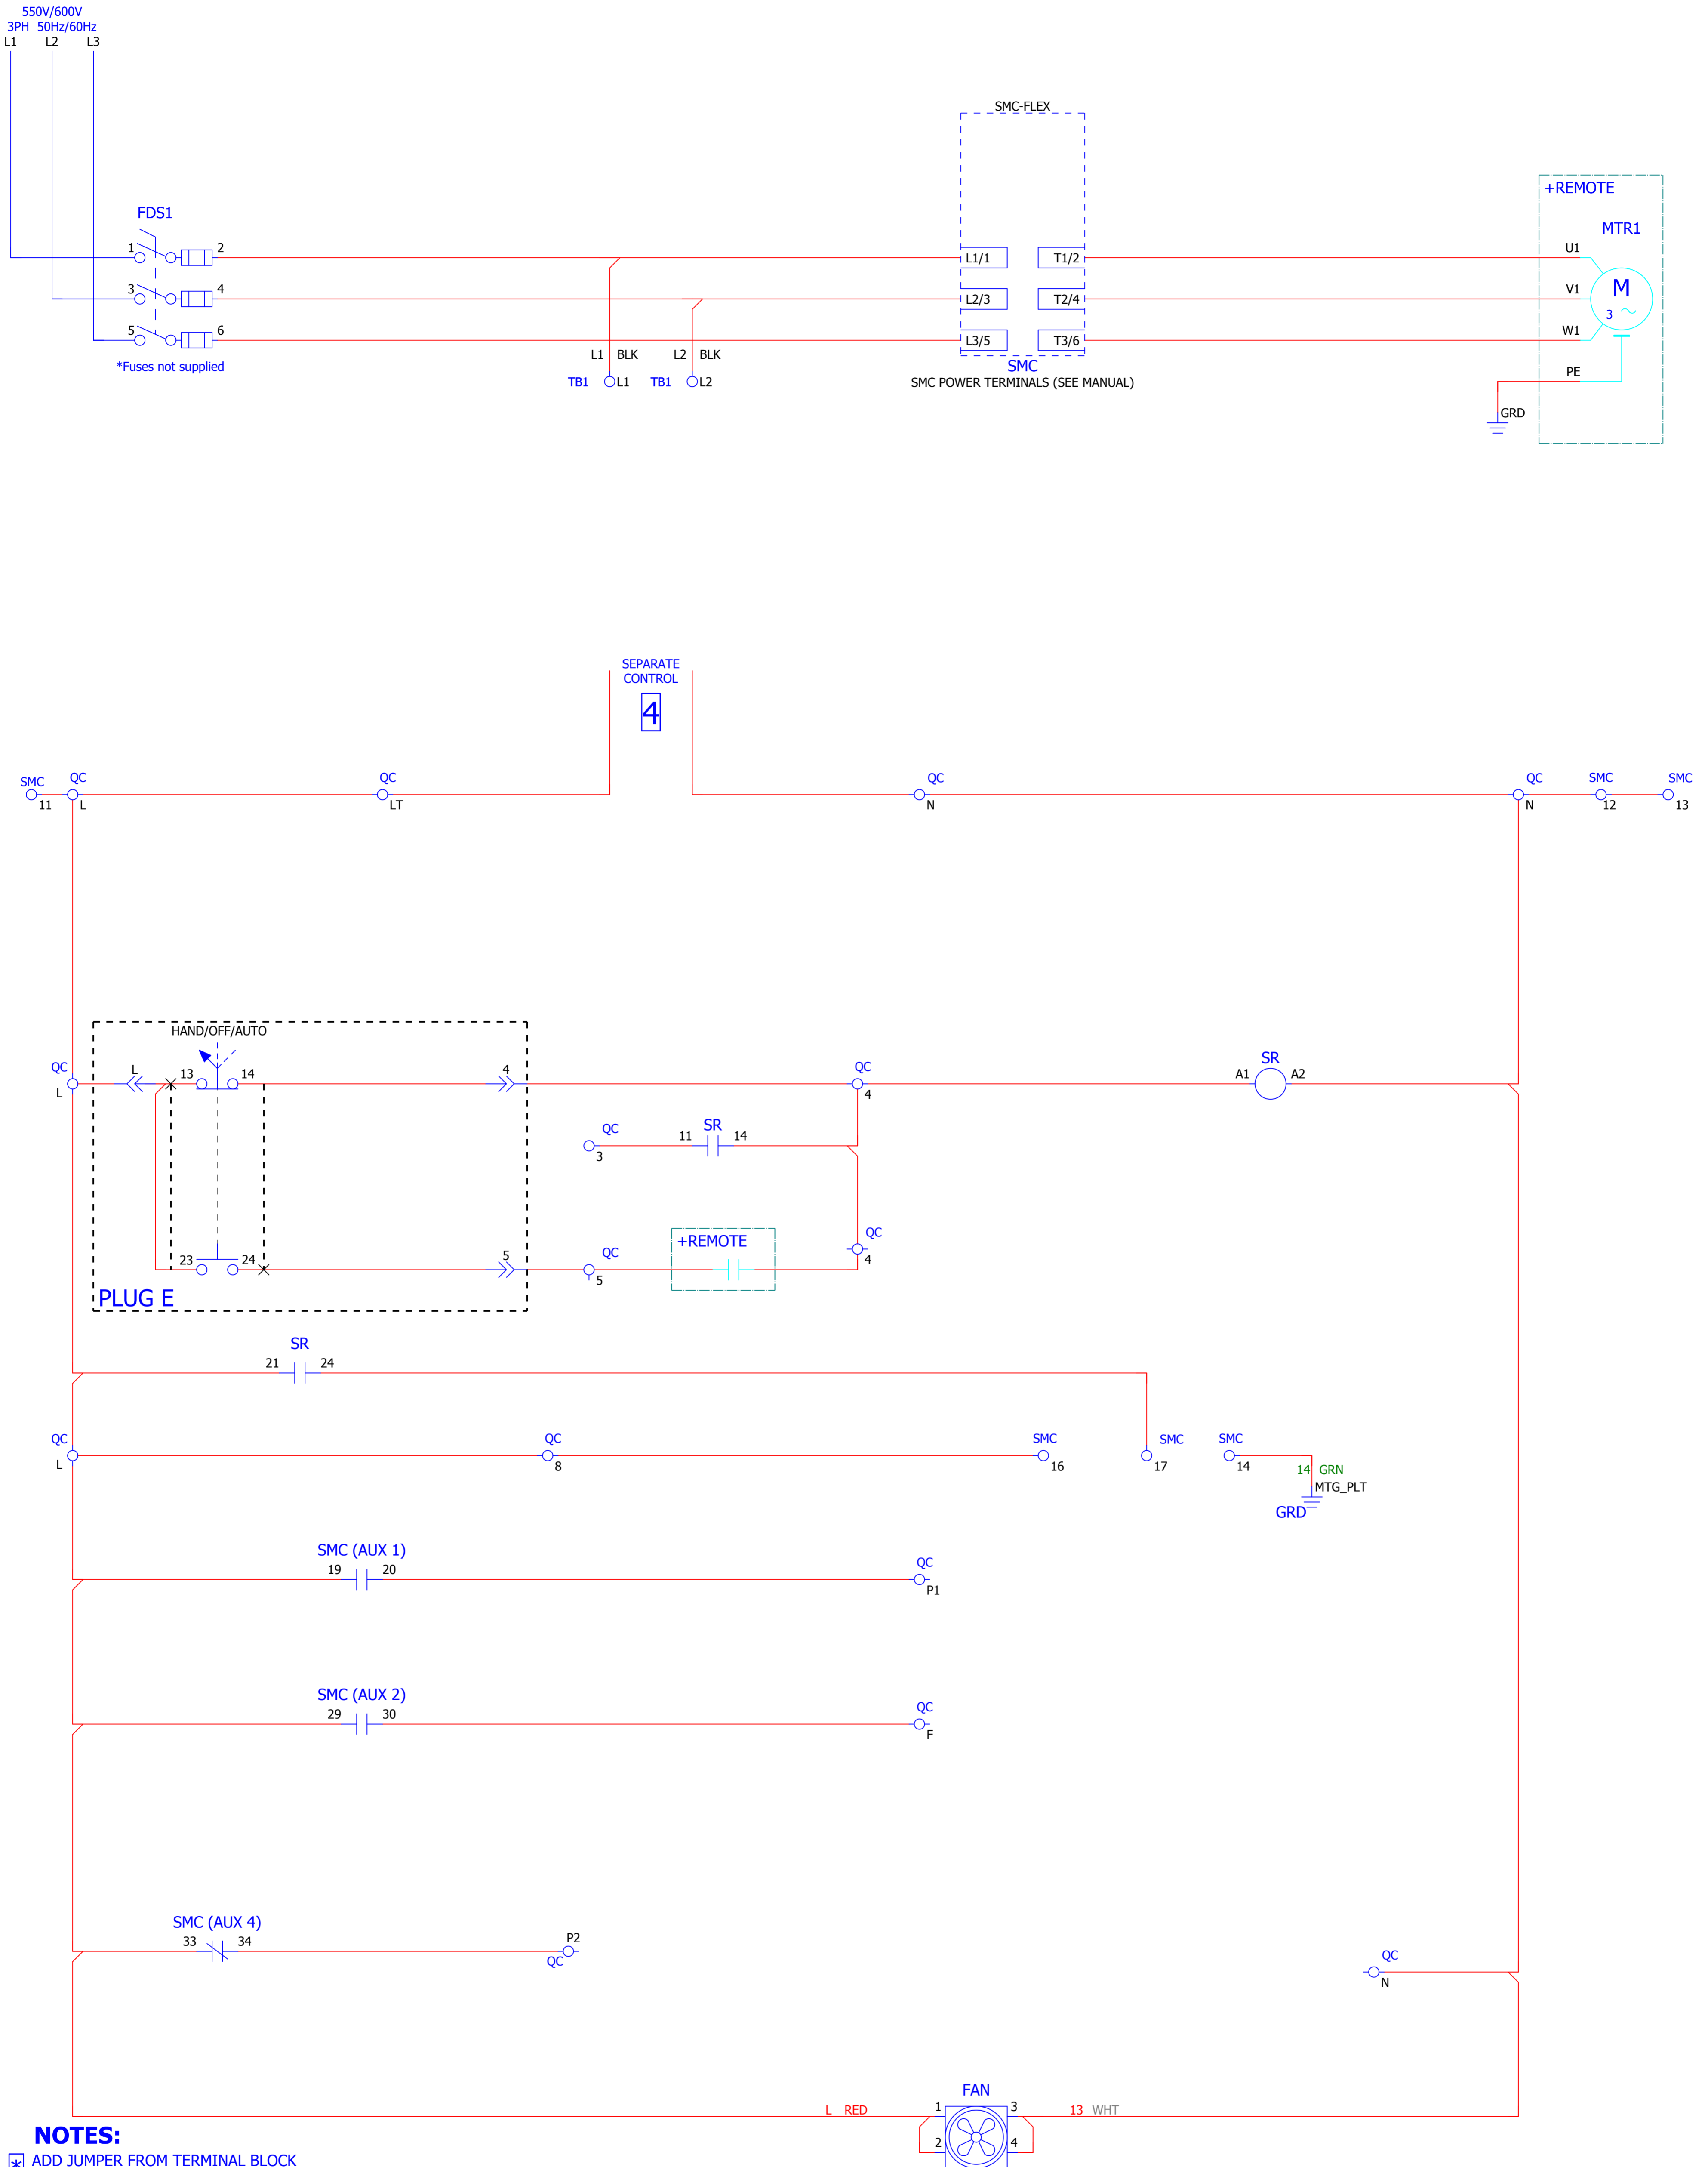 550V/600V
3PH 50Hz/60Hz
L1 L2 L3
SMC-FLEX
+REMOTE
FDS1
MTR1
1 2 L1/1 T1/2 U1
3 4 L2/3 T2/4 V1 M
3
5 6 L3/5 T3/6 W1
*Fuses not supplied
L1 BLK L2 BLK
SMC
PE
TB1 L1 TB1 L2
SMC POWER TERMINALS (SEE MANUAL)
GRD
SEPARATE
CONTROL
4
SMC QC QC QC QC SMC SMC
11 L LT N N 12 13
HAND/OFF/AUTO
QC L 13 14 4 QC SR
A1 A2
L 4
QC SR
11 14
3
QC
+REMOTE
23 24 5 QC
4
5
PLUG E
SR
21 24
QC QC SMC SMC SMC
L 8 16 17 14
14 GRN
MTG_PLT
GRD
SMC (AUX 1)
19 20 QC
P1
SMC (AUX 2)
29 30 QC
F
SMC (AUX 4)
33 34 P2
QC
QC
N
FAN
L RED 1 3 13 WHT
2 4
NOTES:
* ADD JUMPER FROM TERMINAL BLOCK